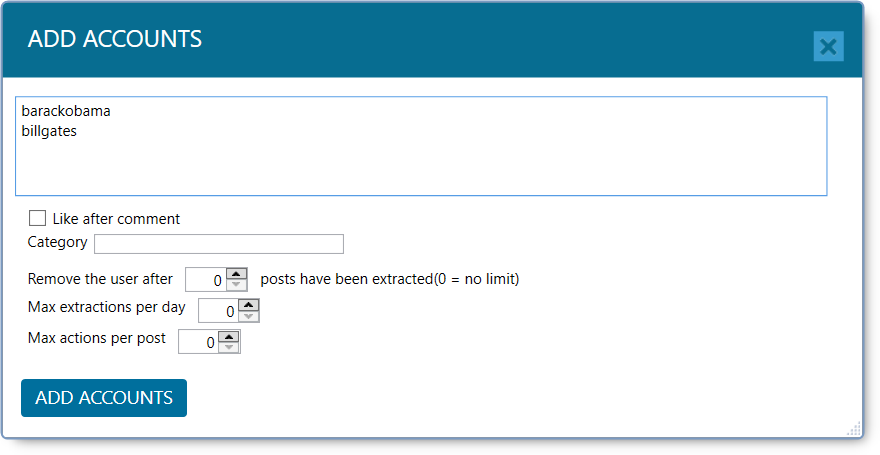 ADD ACCOUNTS
barackobama
billgates
Like after comment
Category
Remove the user after 0 posts have been extracted(0 = no limit)
Max extractions per day 0
Max actions per post 0
ADD ACCOUNTS